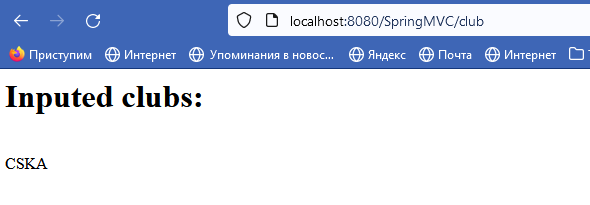 localhost:8080/SpringMVC/club
Приступим Интернет Упоминания в новос... Яндекс Почта Интернет
Inputed clubs:
CSKA